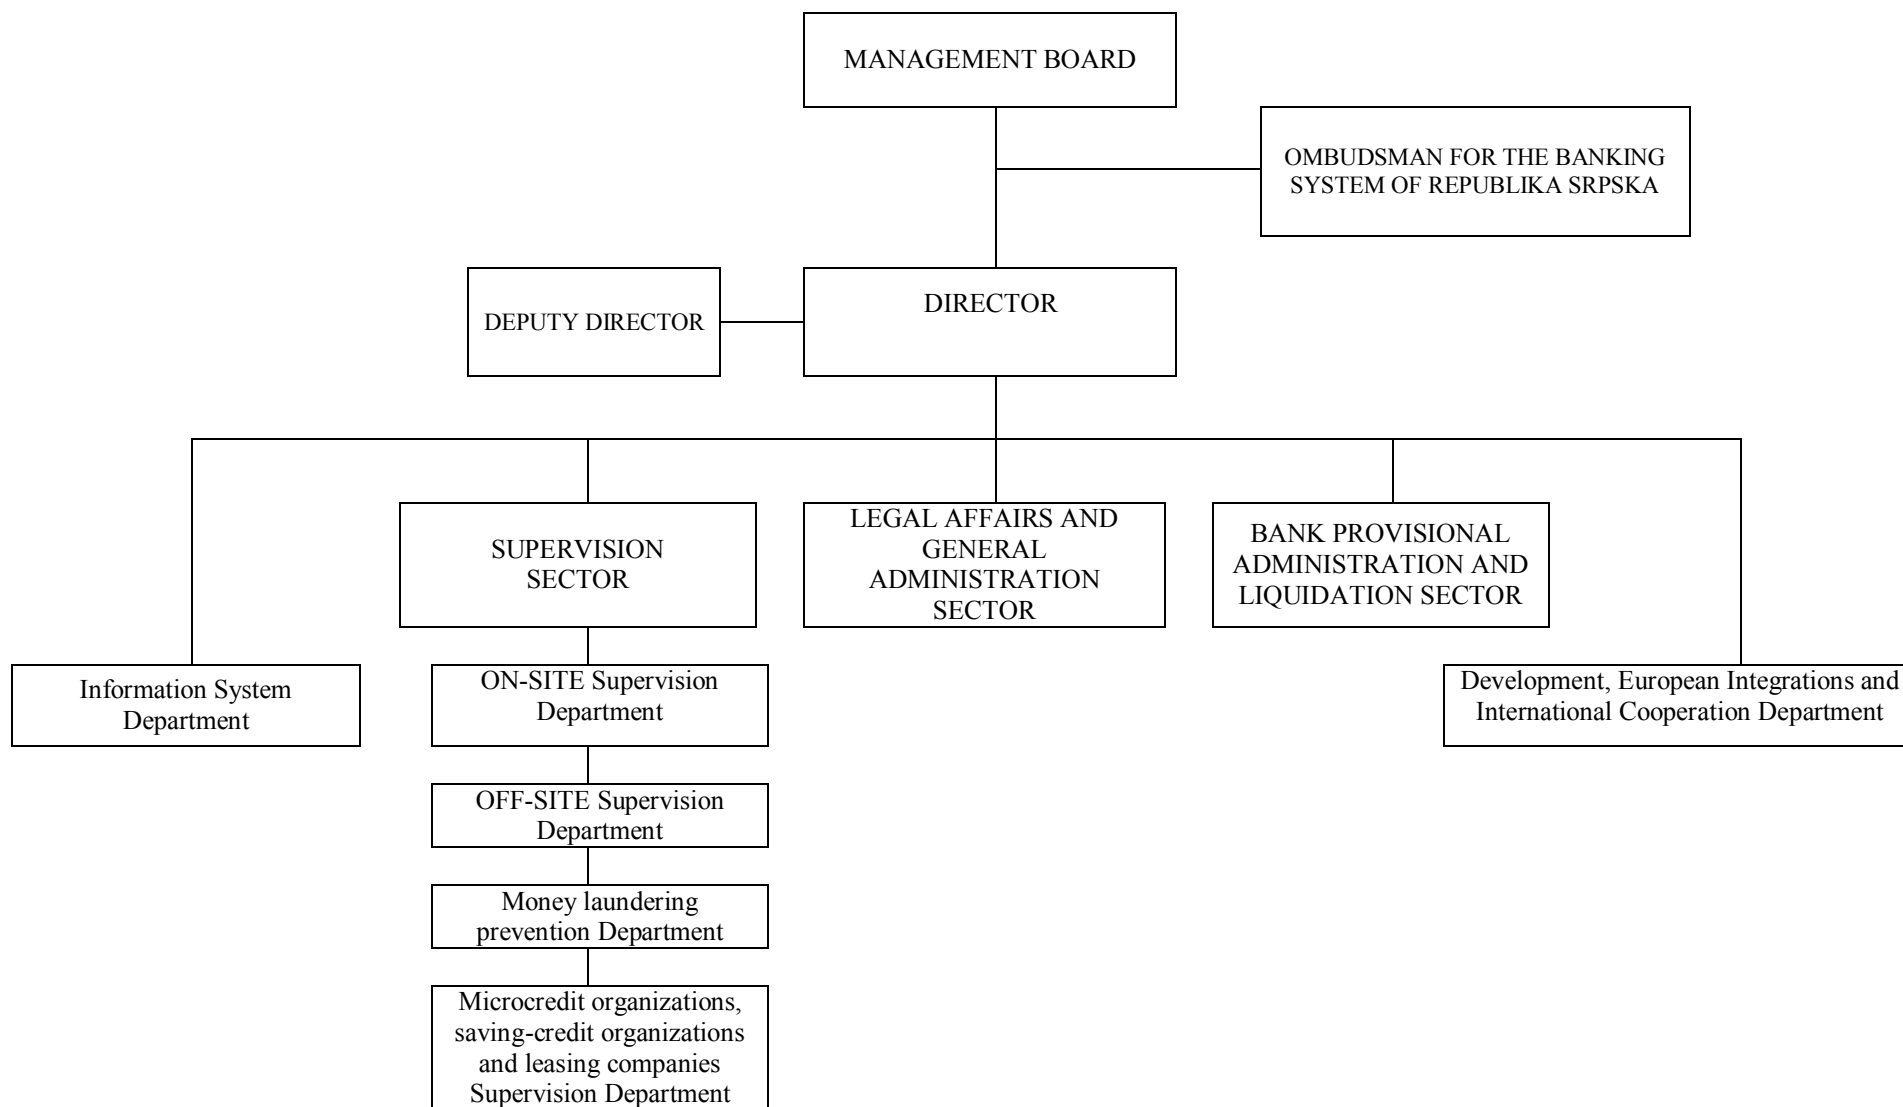 MANAGEMENT BOARD
OMBUDSMAN FOR THE BANKING
SYSTEM OF REPUBLIKA SRPSKA
DEPUTY DIRECTOR
DIRECTOR
SUPERVISION
SECTOR
LEGAL AFFAIRS AND
GENERAL
ADMINISTRATION
SECTOR
BANK PROVISIONAL
ADMINISTRATION AND
LIQUIDATION SECTOR
Information System
Department
ON-SITE Supervision
Department
Development, European Integrations and
International Cooperation Department
OFF-SITE Supervision
Department
Money laundering
prevention Department
Microcredit organizations,
saving-credit organizations
and leasing companies
Supervision Department